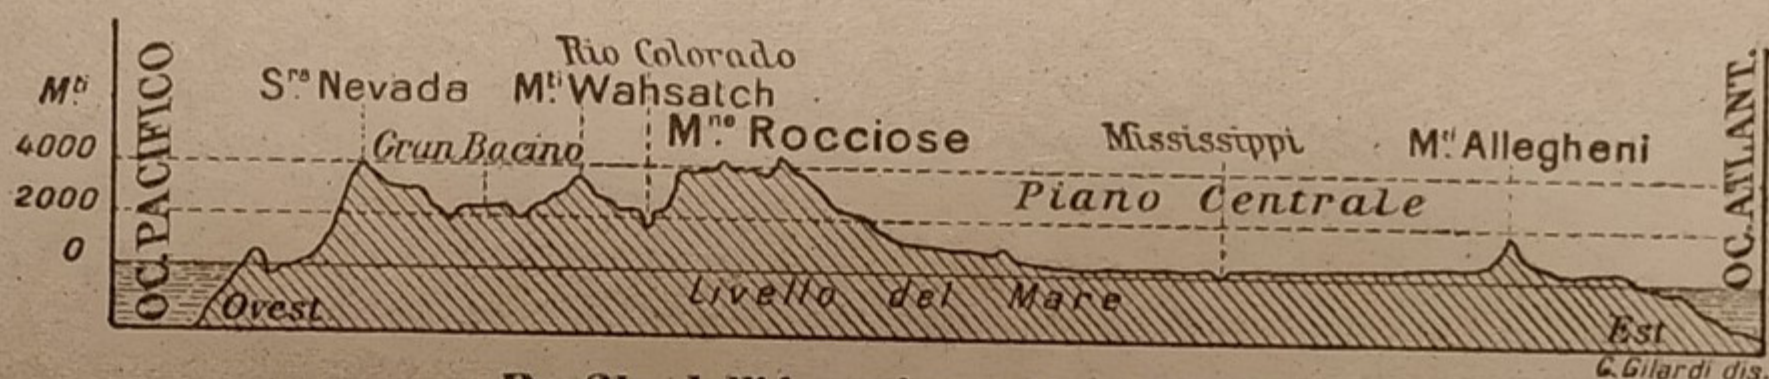 Rio Colorado
Mti
Sra Nevada
Mti Wahsatch
4000
Gran Bacino
Mne Rocciose
Mississippi
Mti Allegheni
2000
Piano Centrale
0
OC. PACIFICO
OC. ATLANT.
Ovest
Livello del Mare
Est
G. Gilardi dis.